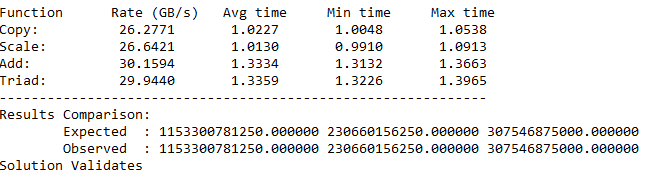 Function Rate (GB/s) Avg time Min time Max time
Copy: 26.2771 1.0227 1.0048 1.0538
Scale: 26.6421 1.0130 0.9910 1.0913
Add: 30.1594 1.3334 1.3132 1.3663
Triad: 29.9440 1.3359 1.3226 1.3965
----------------------------------------------------------------
Results Comparison:
Expected : 1153300781250.000000 230660156250.000000 307546875000.000000
Observed : 1153300781250.000000 230660156250.000000 307546875000.000000
Solution Validates